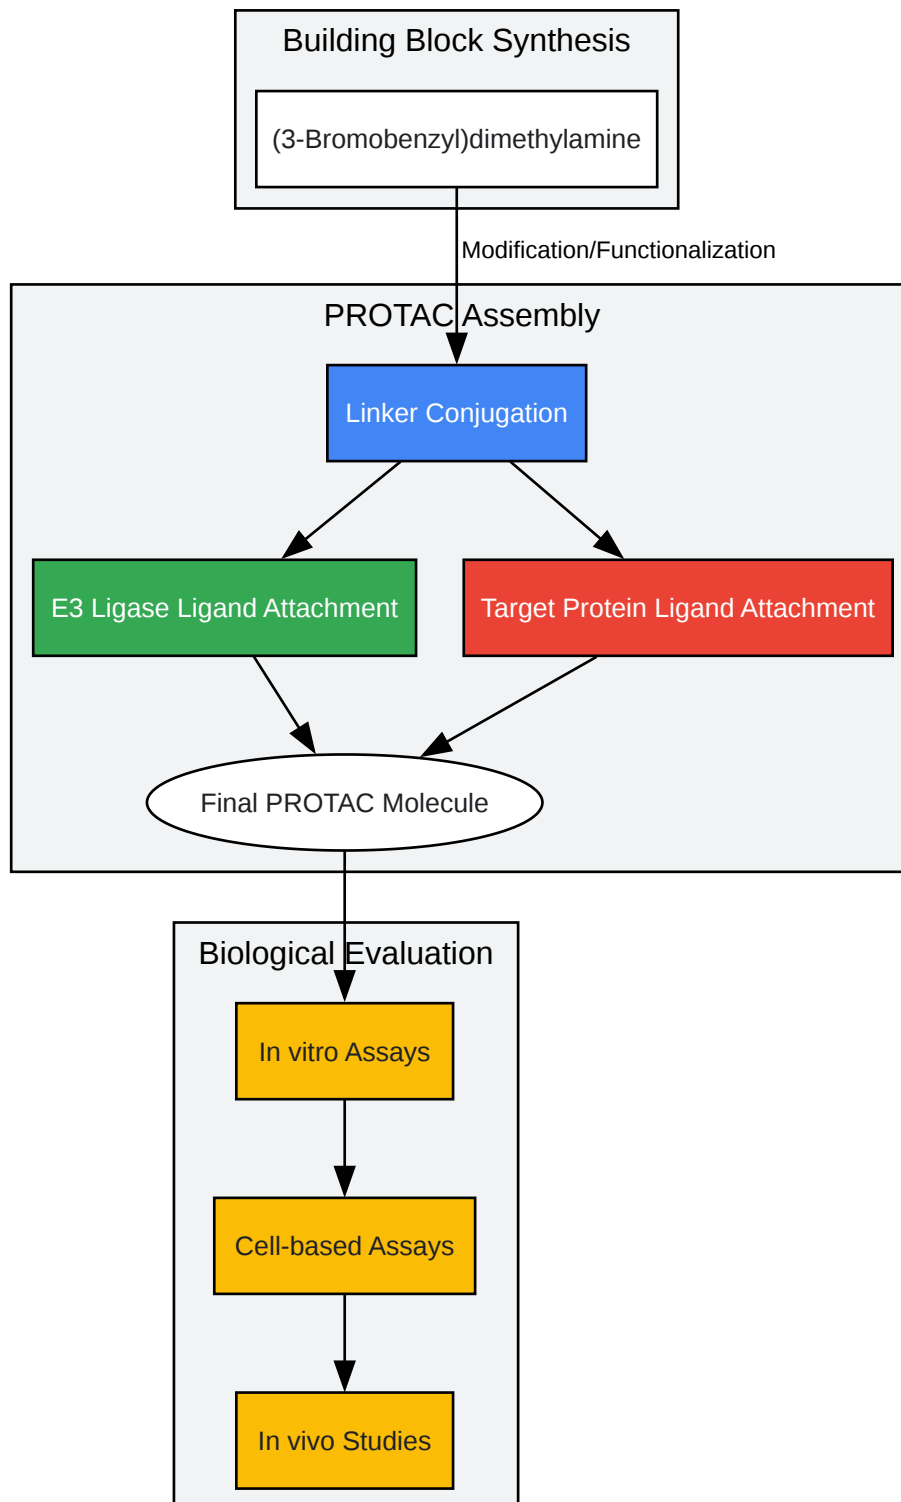 Building Block Synthesis
(3-Bromobenzyl)dimethylamine
Modification/Functionalization
PROTAC Assembly
Linker Conjugation
E3 Ligase Ligand Attachment
Target Protein Ligand Attachment
Final PROTAC Molecule
Biological Evaluation
In vitro Assays
Cell-based Assays
In vivo Studies